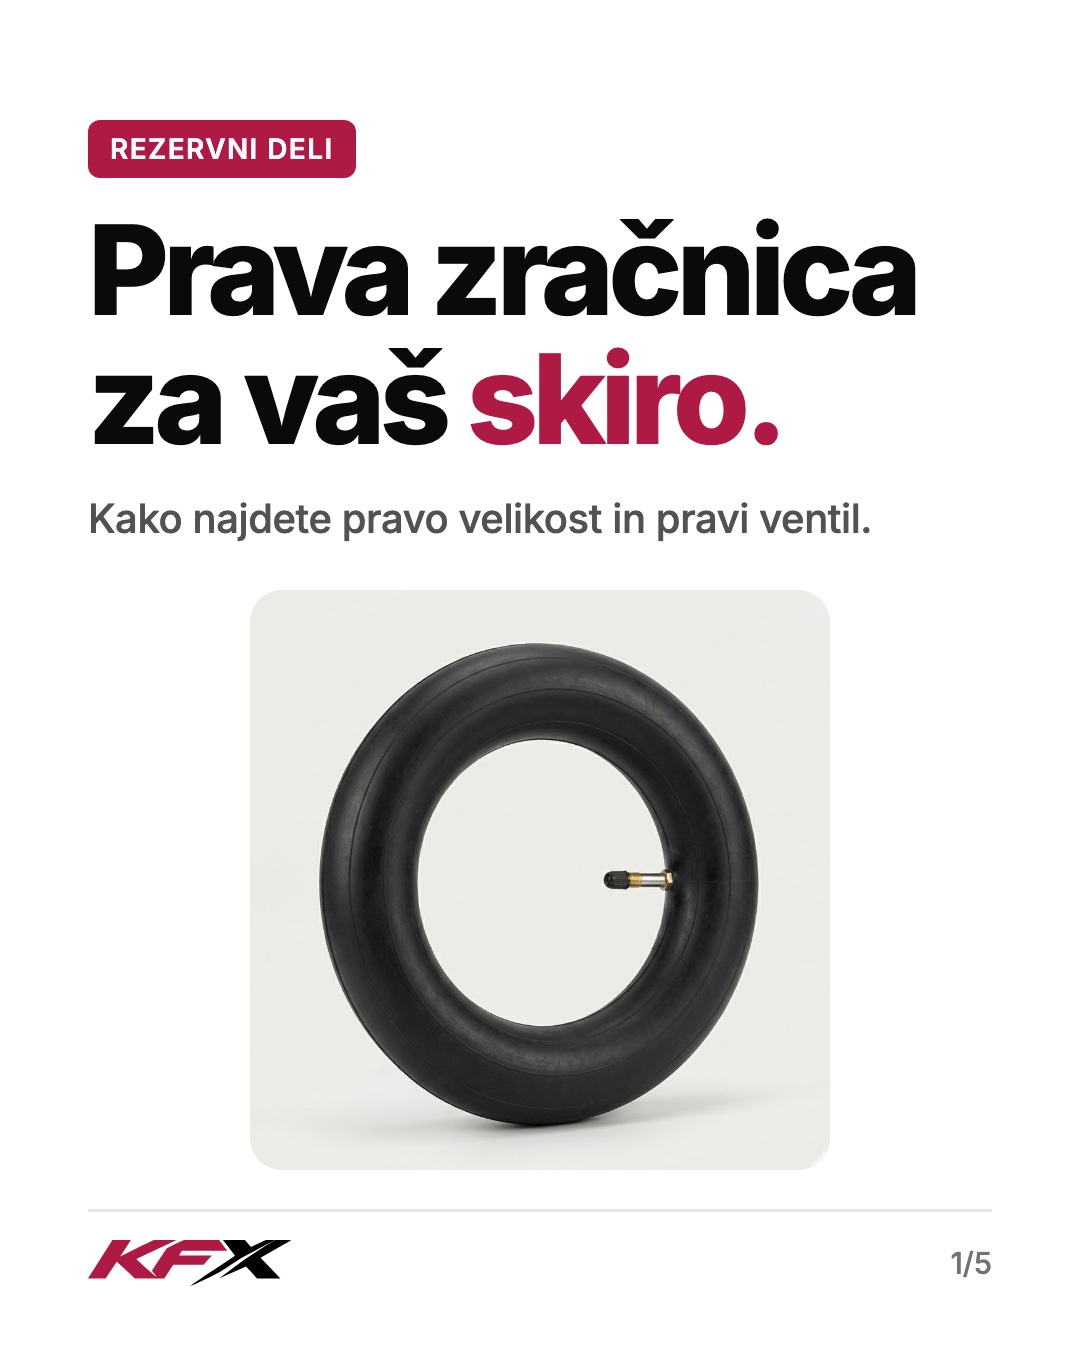 REZERVNI DELI
Prava zračnica
za vaš skiro.
Kako najdete pravo velikost in pravi ventil.
KFX
1/5